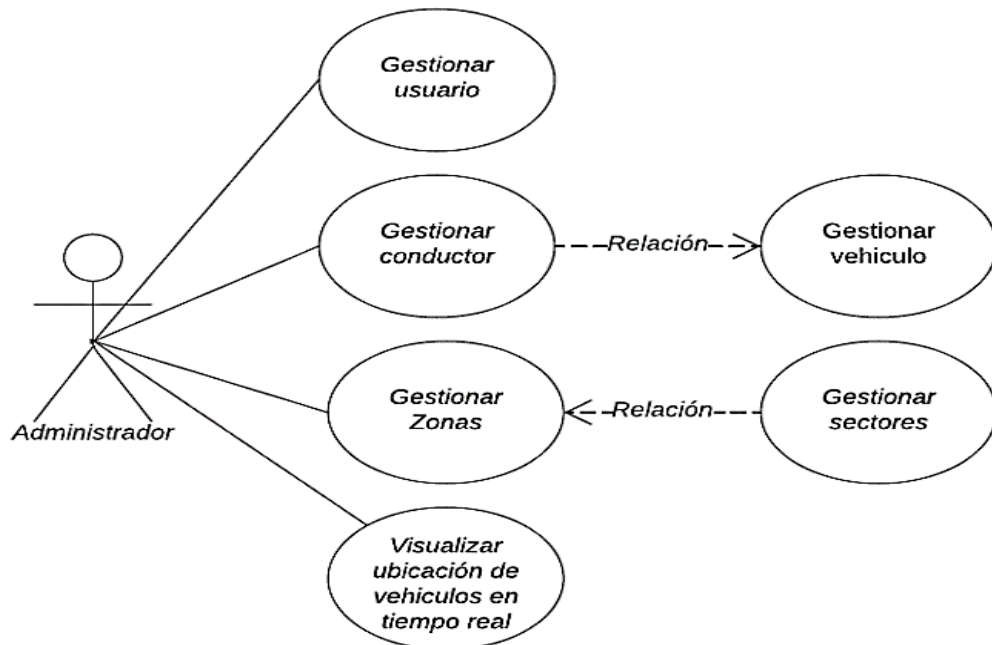 Gestionar
usuario
Gestionar
conductor
Relación
Gestionar
vehiculo
Administrador
Gestionar
Zonas
Relación
Gestionar
sectores
Visualizar
ubicación de
vehiculos en
tiempo real